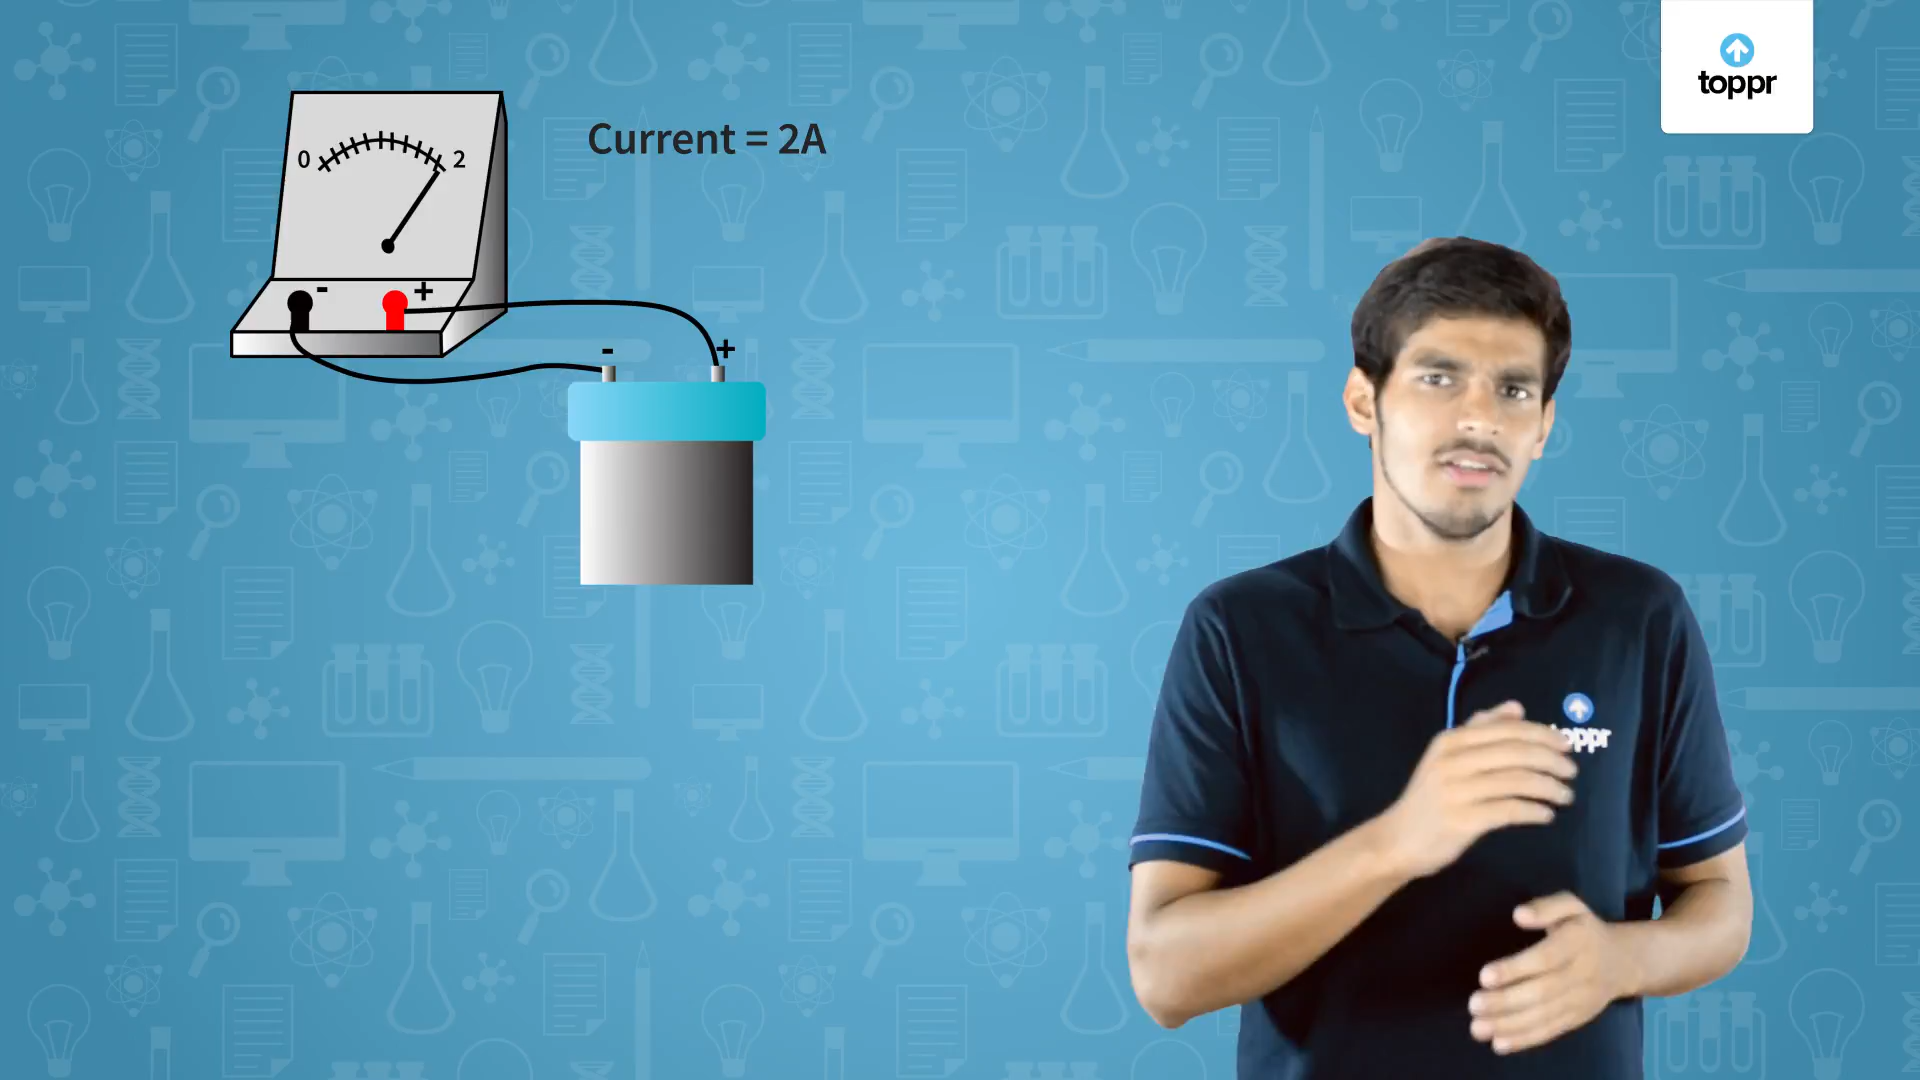 toppr
Current = 2A
0
2
-
+
-
+
toppr